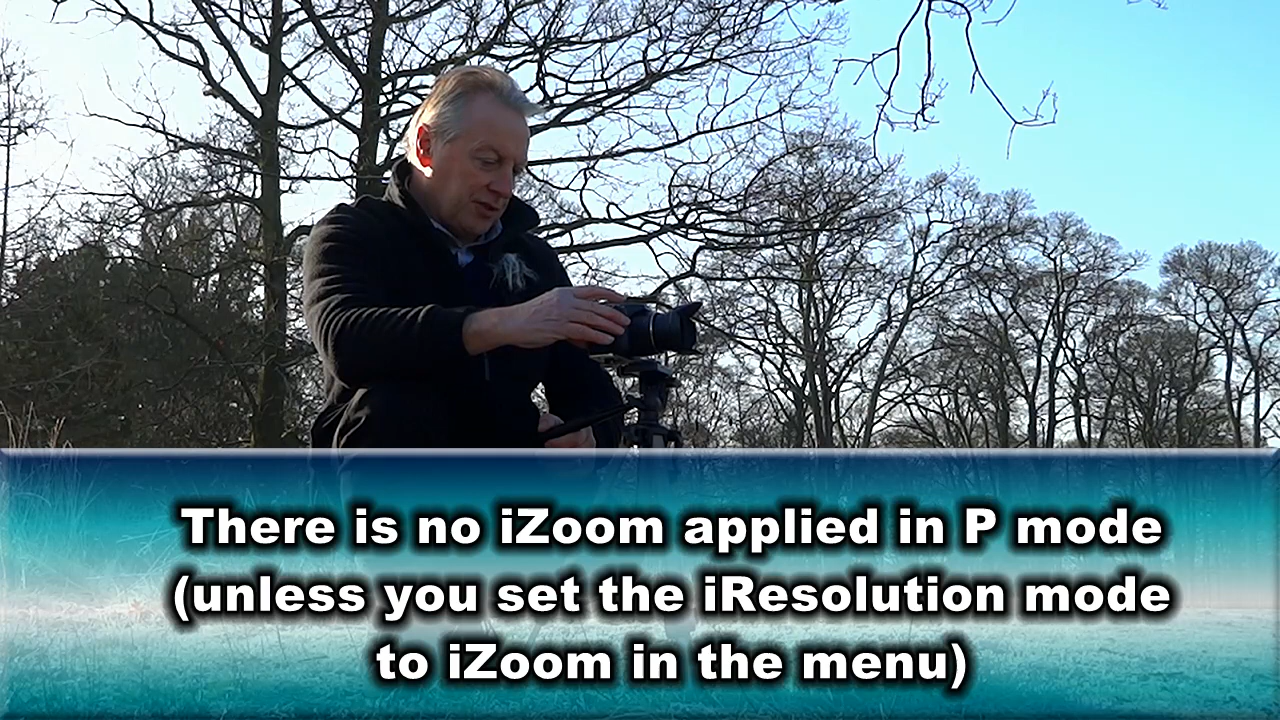 There is no iZoom applied in P mode
(unless you set the iResolution mode
to iZoom in the menu)